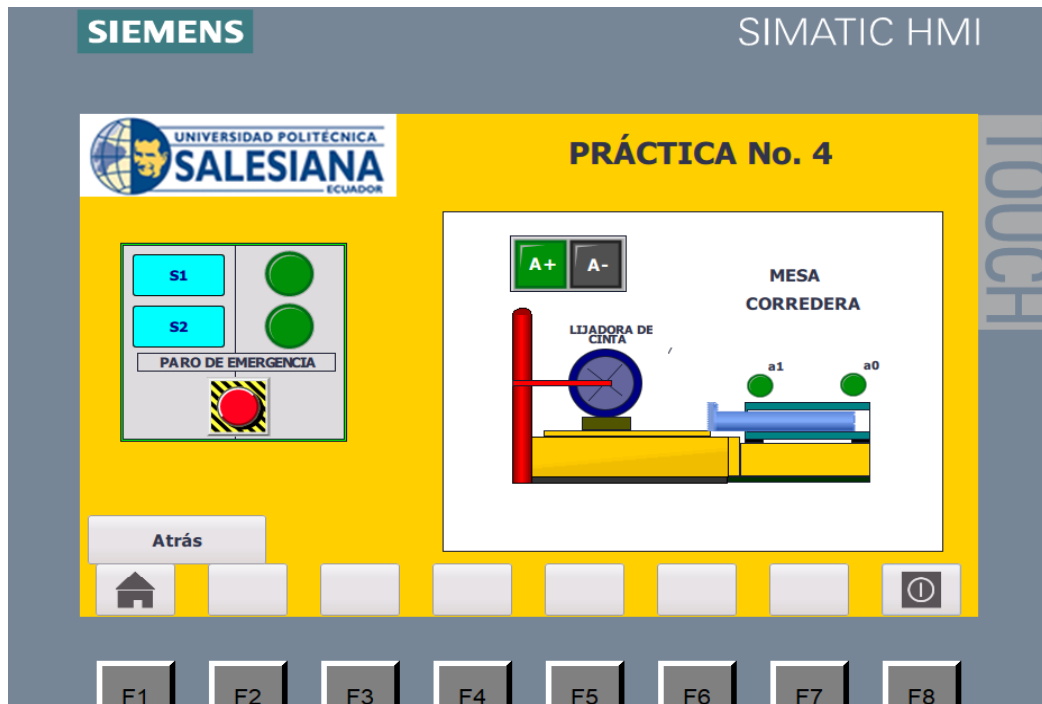 SIEMENS
SIMATIC HMI
TOUCH
UNIVERSIDAD POLITÉCNICA
SALESIANA
ECUADOR
PRÁCTICA No. 4
S1
S2
PARO DE EMERGENCIA
A+ A-
MESA
CORREDERA
LIJADORA DE
CINTA
a1 a0
Atrás
F1 F2 F3 F4 F5 F6 F7 F8